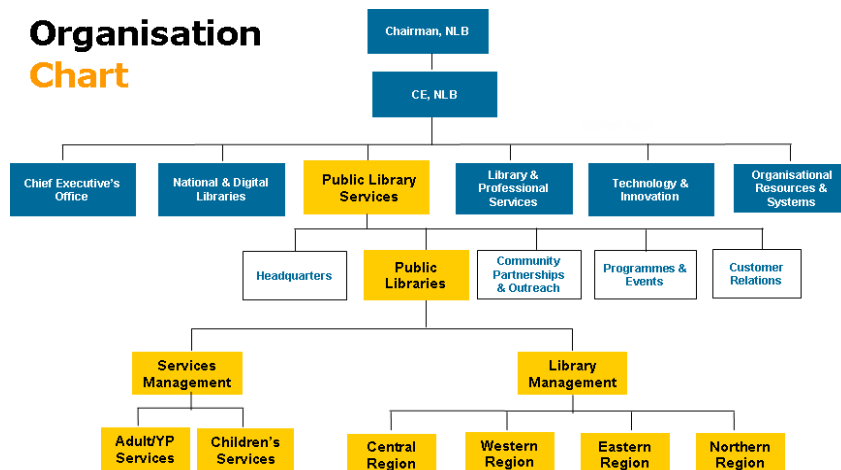 Organisation
Chart
Chairman, NLB
CE, NLB
Chief Executive's
Office
National & Digital
Libraries
Public Library
Services
Library &
Professional
Services
Technology &
Innovation
Organisational
Resources &
Systems
Headquarters
Public
Libraries
Community
Partnerships
& Outreach
Programmes &
Events
Customer
Relations
Services
Management
Library
Management
Adult/YP
Services
Children's
Services
Central
Region
Western
Region
Eastern
Region
Northern
Region